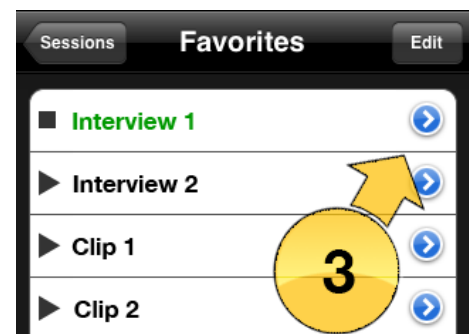 Sessions Favorites Edit
Interview 1
Interview 2
Clip 1
3
Clip 2